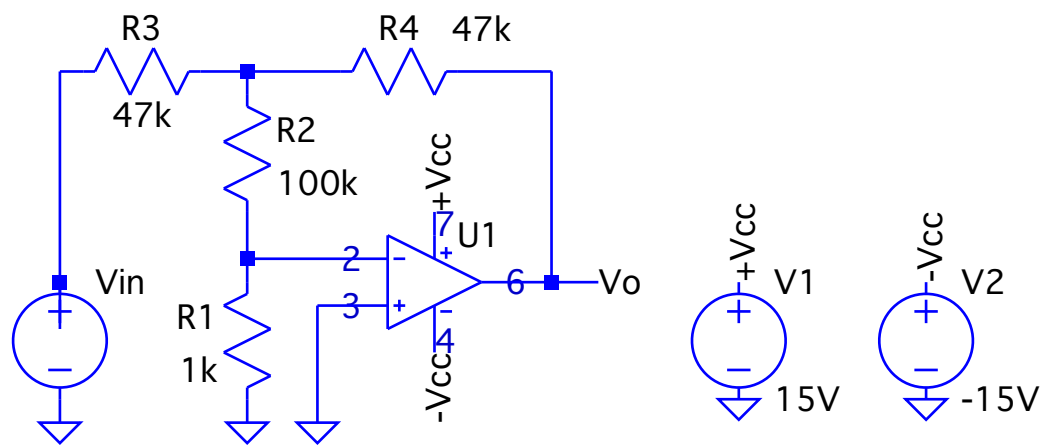 R3
R4 47k
47k
R2
100k
+Vcc
7
U1
2
3
6
4
-Vcc
Vin
+
−
R1
1k
-
+
+
-
Vo
+Vcc
V1
+
−
15V
-Vcc
V2
+
−
-15V